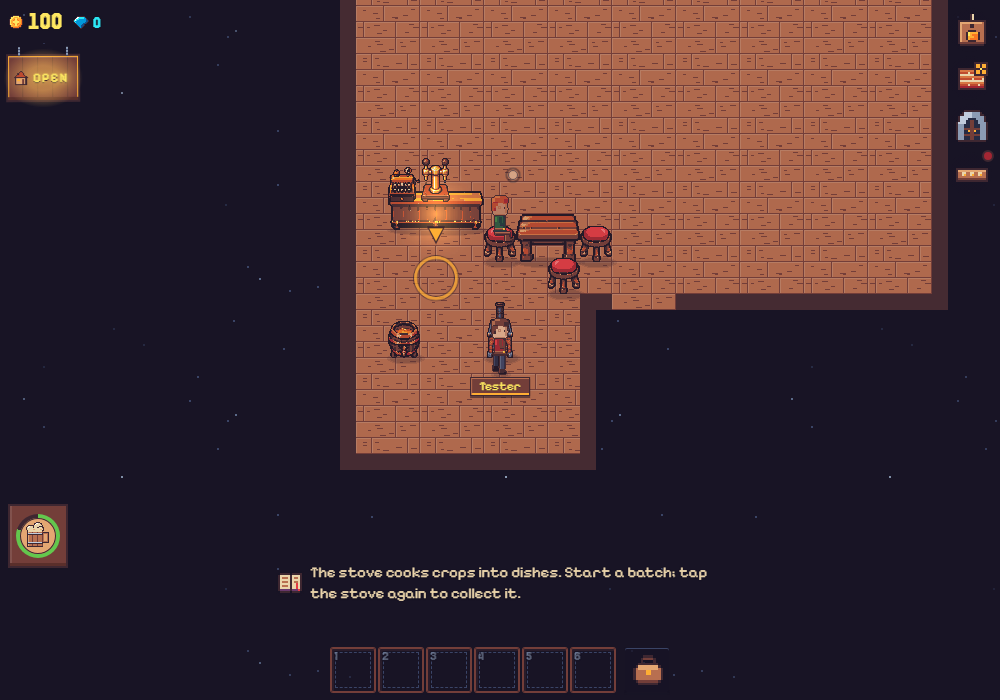 100
0
OPEN
Tester
The stove cooks crops into dishes. Start a batch; tap
the stove again to collect it.
1 2 3 4 5 6